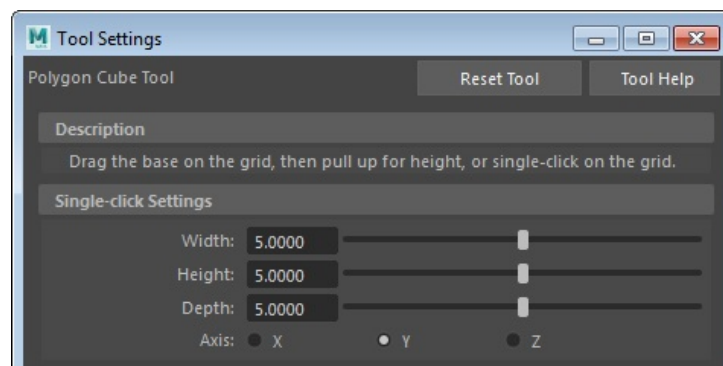 Tool Settings
Polygon Cube Tool Reset Tool Tool Help
Description
Drag the base on the grid, then pull up for height, or single-click on the grid.
Single-click Settings
Width: 5.0000
Height: 5.0000
Depth: 5.0000
Axis: X Y Z